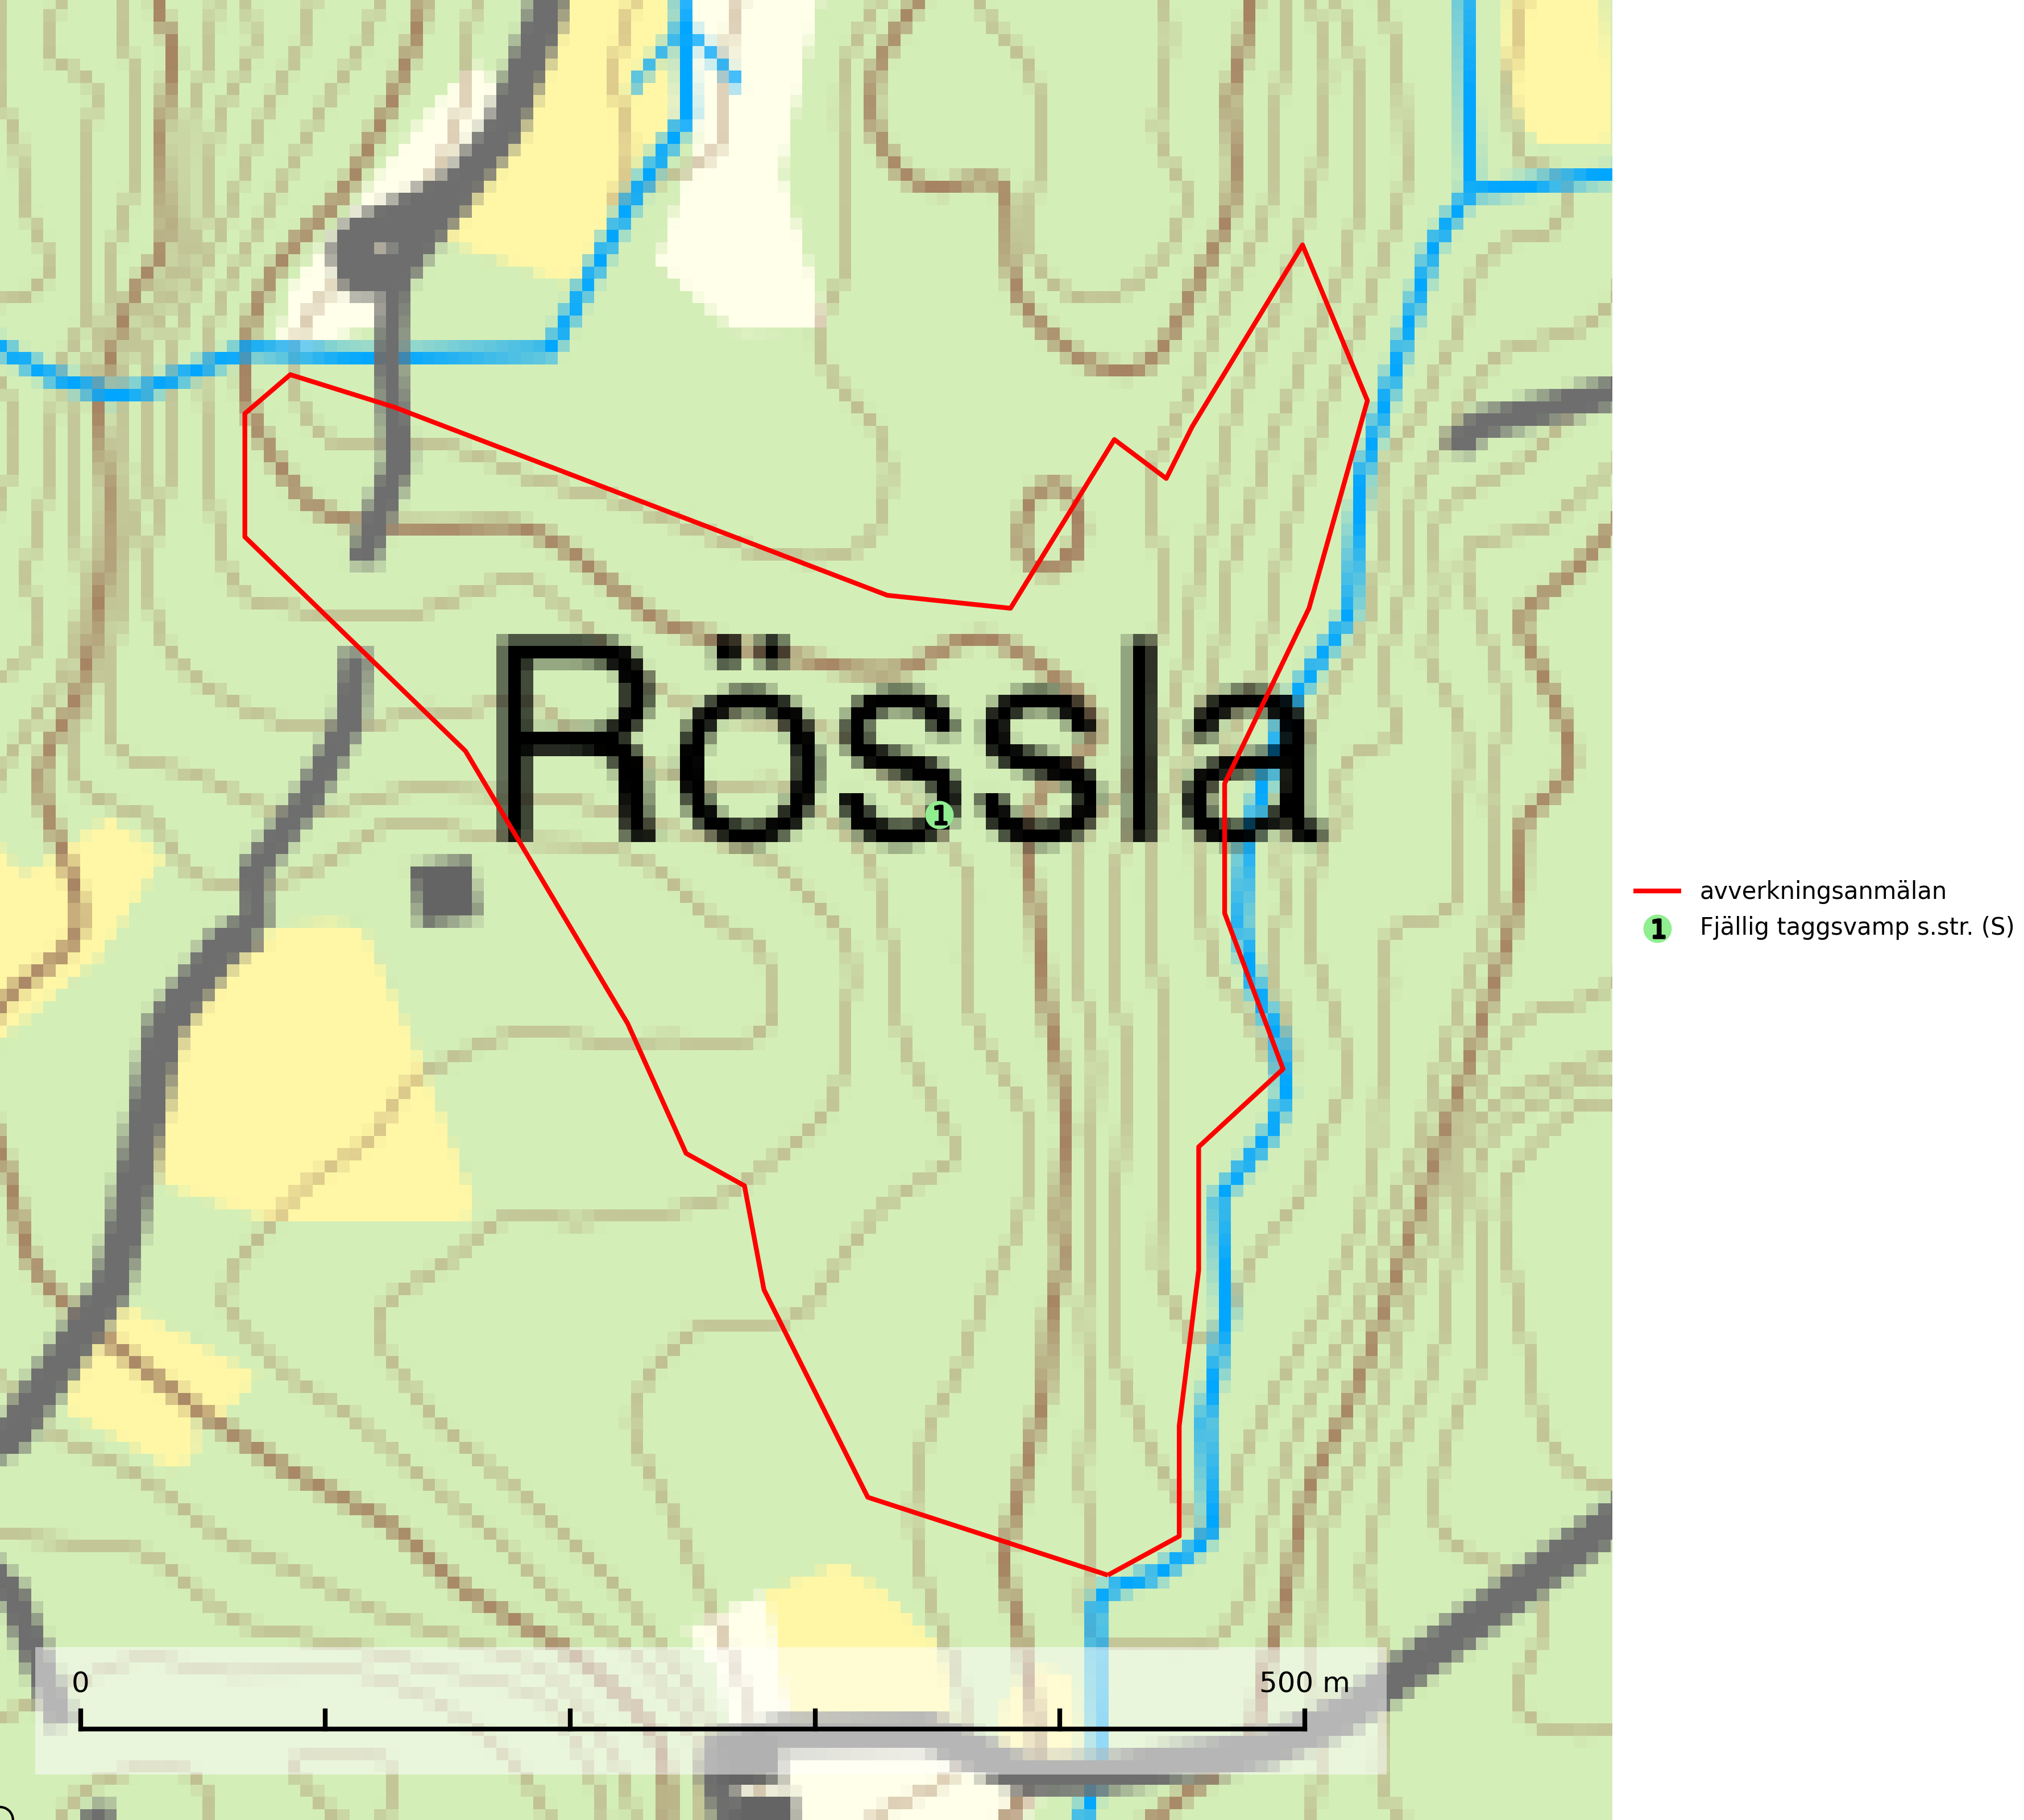 Rössla
1
avverkningsanmälan
1 Fjällig taggsvamp s.str. (S)
0 500 m